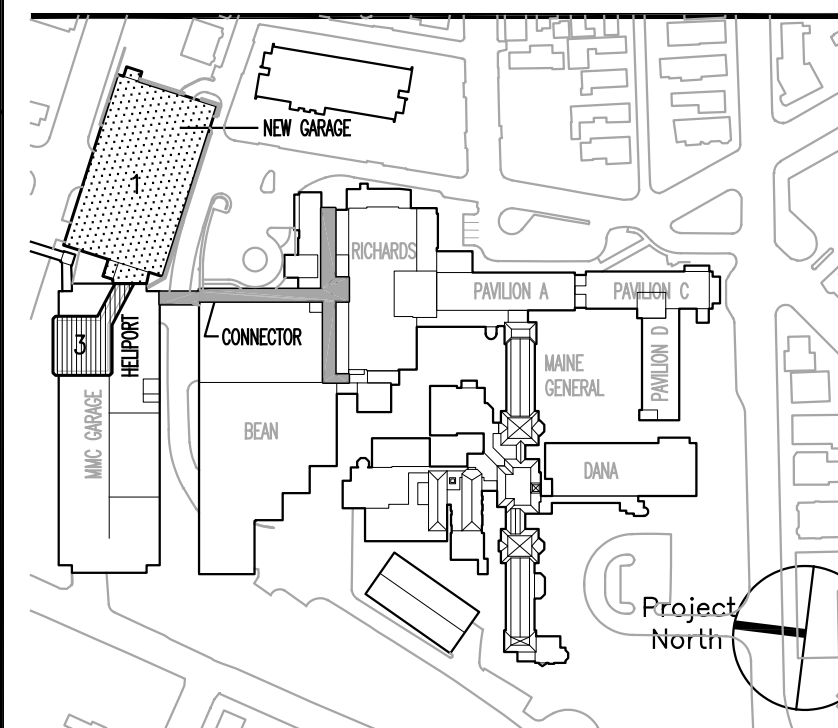 NEW GARAGE
1
RICHARDS
PAVILION A
PAVILION C
3
HELIPORT
CONNECTOR
PAVILION D
MAINE
GENERAL
MMC GARAGE
BEAN
DANA
Project
North